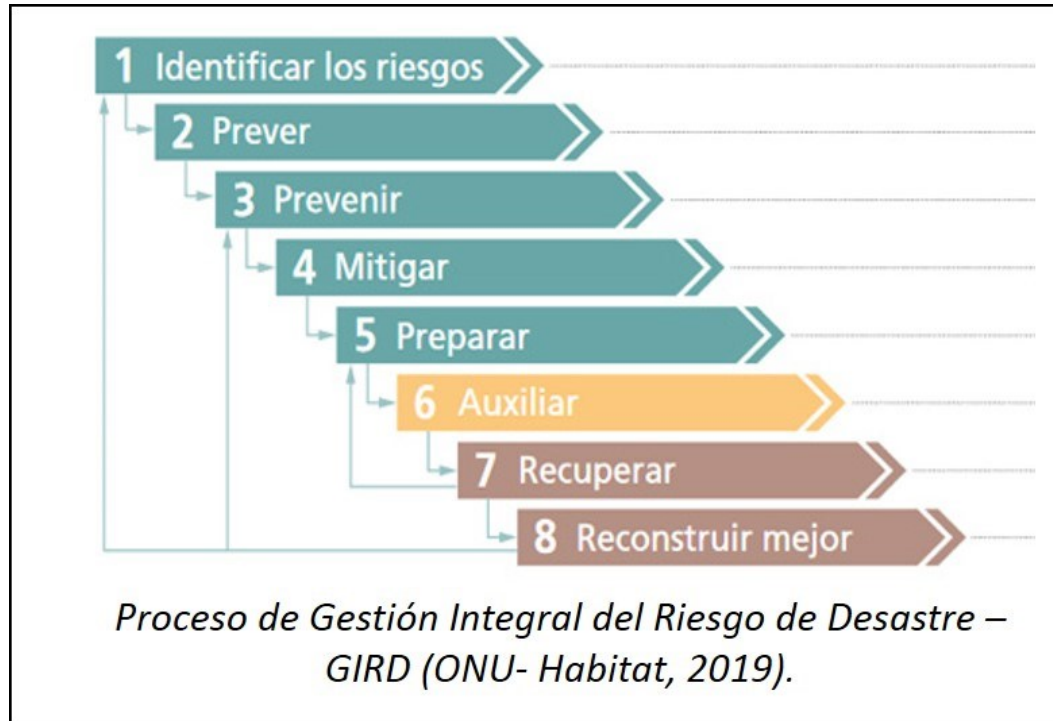 1 Identificar los riesgos
2 Prever
3 Prevenir
4 Mitigar
5 Preparar
6 Auxiliar
7 Recuperar
8 Reconstruir mejor
Proceso de Gestión Integral del Riesgo de Desastre –
GIRD (ONU- Habitat, 2019).